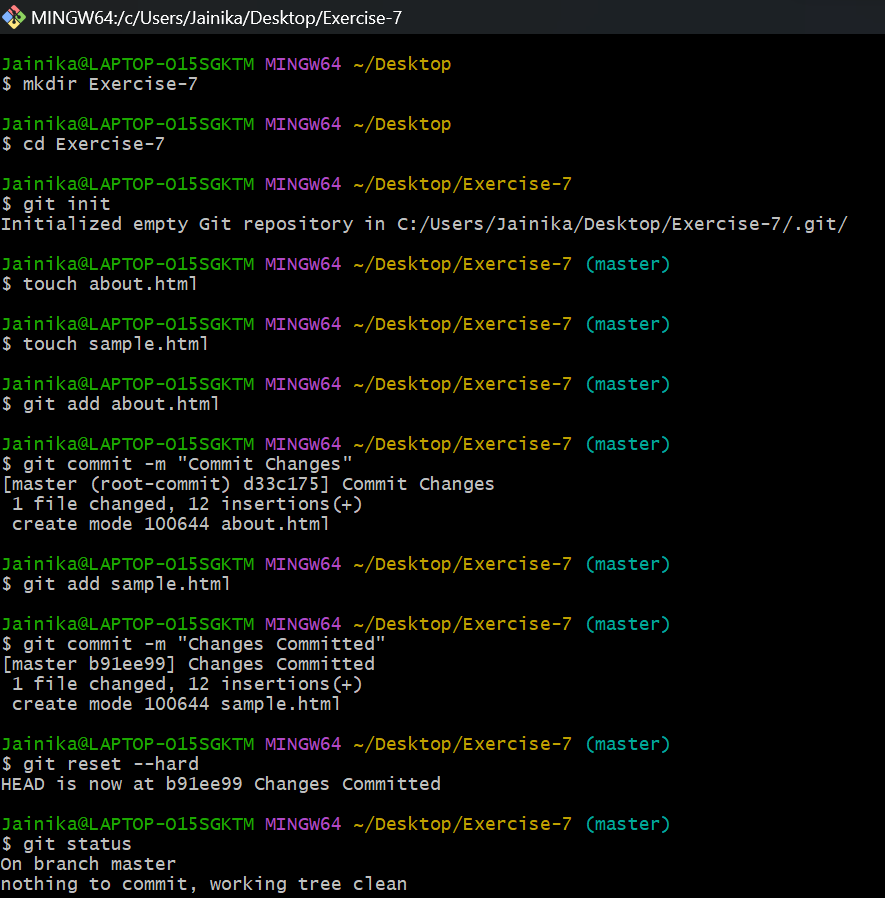 MINGW64:/c/Users/Jainika/Desktop/Exercise-7
Jainika@LAPTOP-O15SGKTM MINGW64 ~/Desktop
$ mkdir Exercise-7
Jainika@LAPTOP-O15SGKTM MINGW64 ~/Desktop
$ cd Exercise-7
Jainika@LAPTOP-O15SGKTM MINGW64 ~/Desktop/Exercise-7
$ git init
Initialized empty Git repository in C:/Users/Jainika/Desktop/Exercise-7/.git/
Jainika@LAPTOP-O15SGKTM MINGW64 ~/Desktop/Exercise-7 (master)
$ touch about.html
Jainika@LAPTOP-O15SGKTM MINGW64 ~/Desktop/Exercise-7 (master)
$ touch sample.html
Jainika@LAPTOP-O15SGKTM MINGW64 ~/Desktop/Exercise-7 (master)
$ git add about.html
Jainika@LAPTOP-O15SGKTM MINGW64 ~/Desktop/Exercise-7 (master)
$ git commit -m "Commit Changes"
[master (root-commit) d33c175] Commit Changes
 1 file changed, 12 insertions(+)
 create mode 100644 about.html
Jainika@LAPTOP-O15SGKTM MINGW64 ~/Desktop/Exercise-7 (master)
$ git add sample.html
Jainika@LAPTOP-O15SGKTM MINGW64 ~/Desktop/Exercise-7 (master)
$ git commit -m "Changes Committed"
[master b91ee99] Changes Committed
 1 file changed, 12 insertions(+)
 create mode 100644 sample.html
Jainika@LAPTOP-O15SGKTM MINGW64 ~/Desktop/Exercise-7 (master)
$ git reset --hard
HEAD is now at b91ee99 Changes Committed
Jainika@LAPTOP-O15SGKTM MINGW64 ~/Desktop/Exercise-7 (master)
$ git status
On branch master
nothing to commit, working tree clean